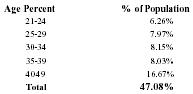 Age Percent % of Population
21-24 6.26%
25-29 7.97%
30-34 8.15%
35-39 8.03%
4049 16.67%
Total 47.08%